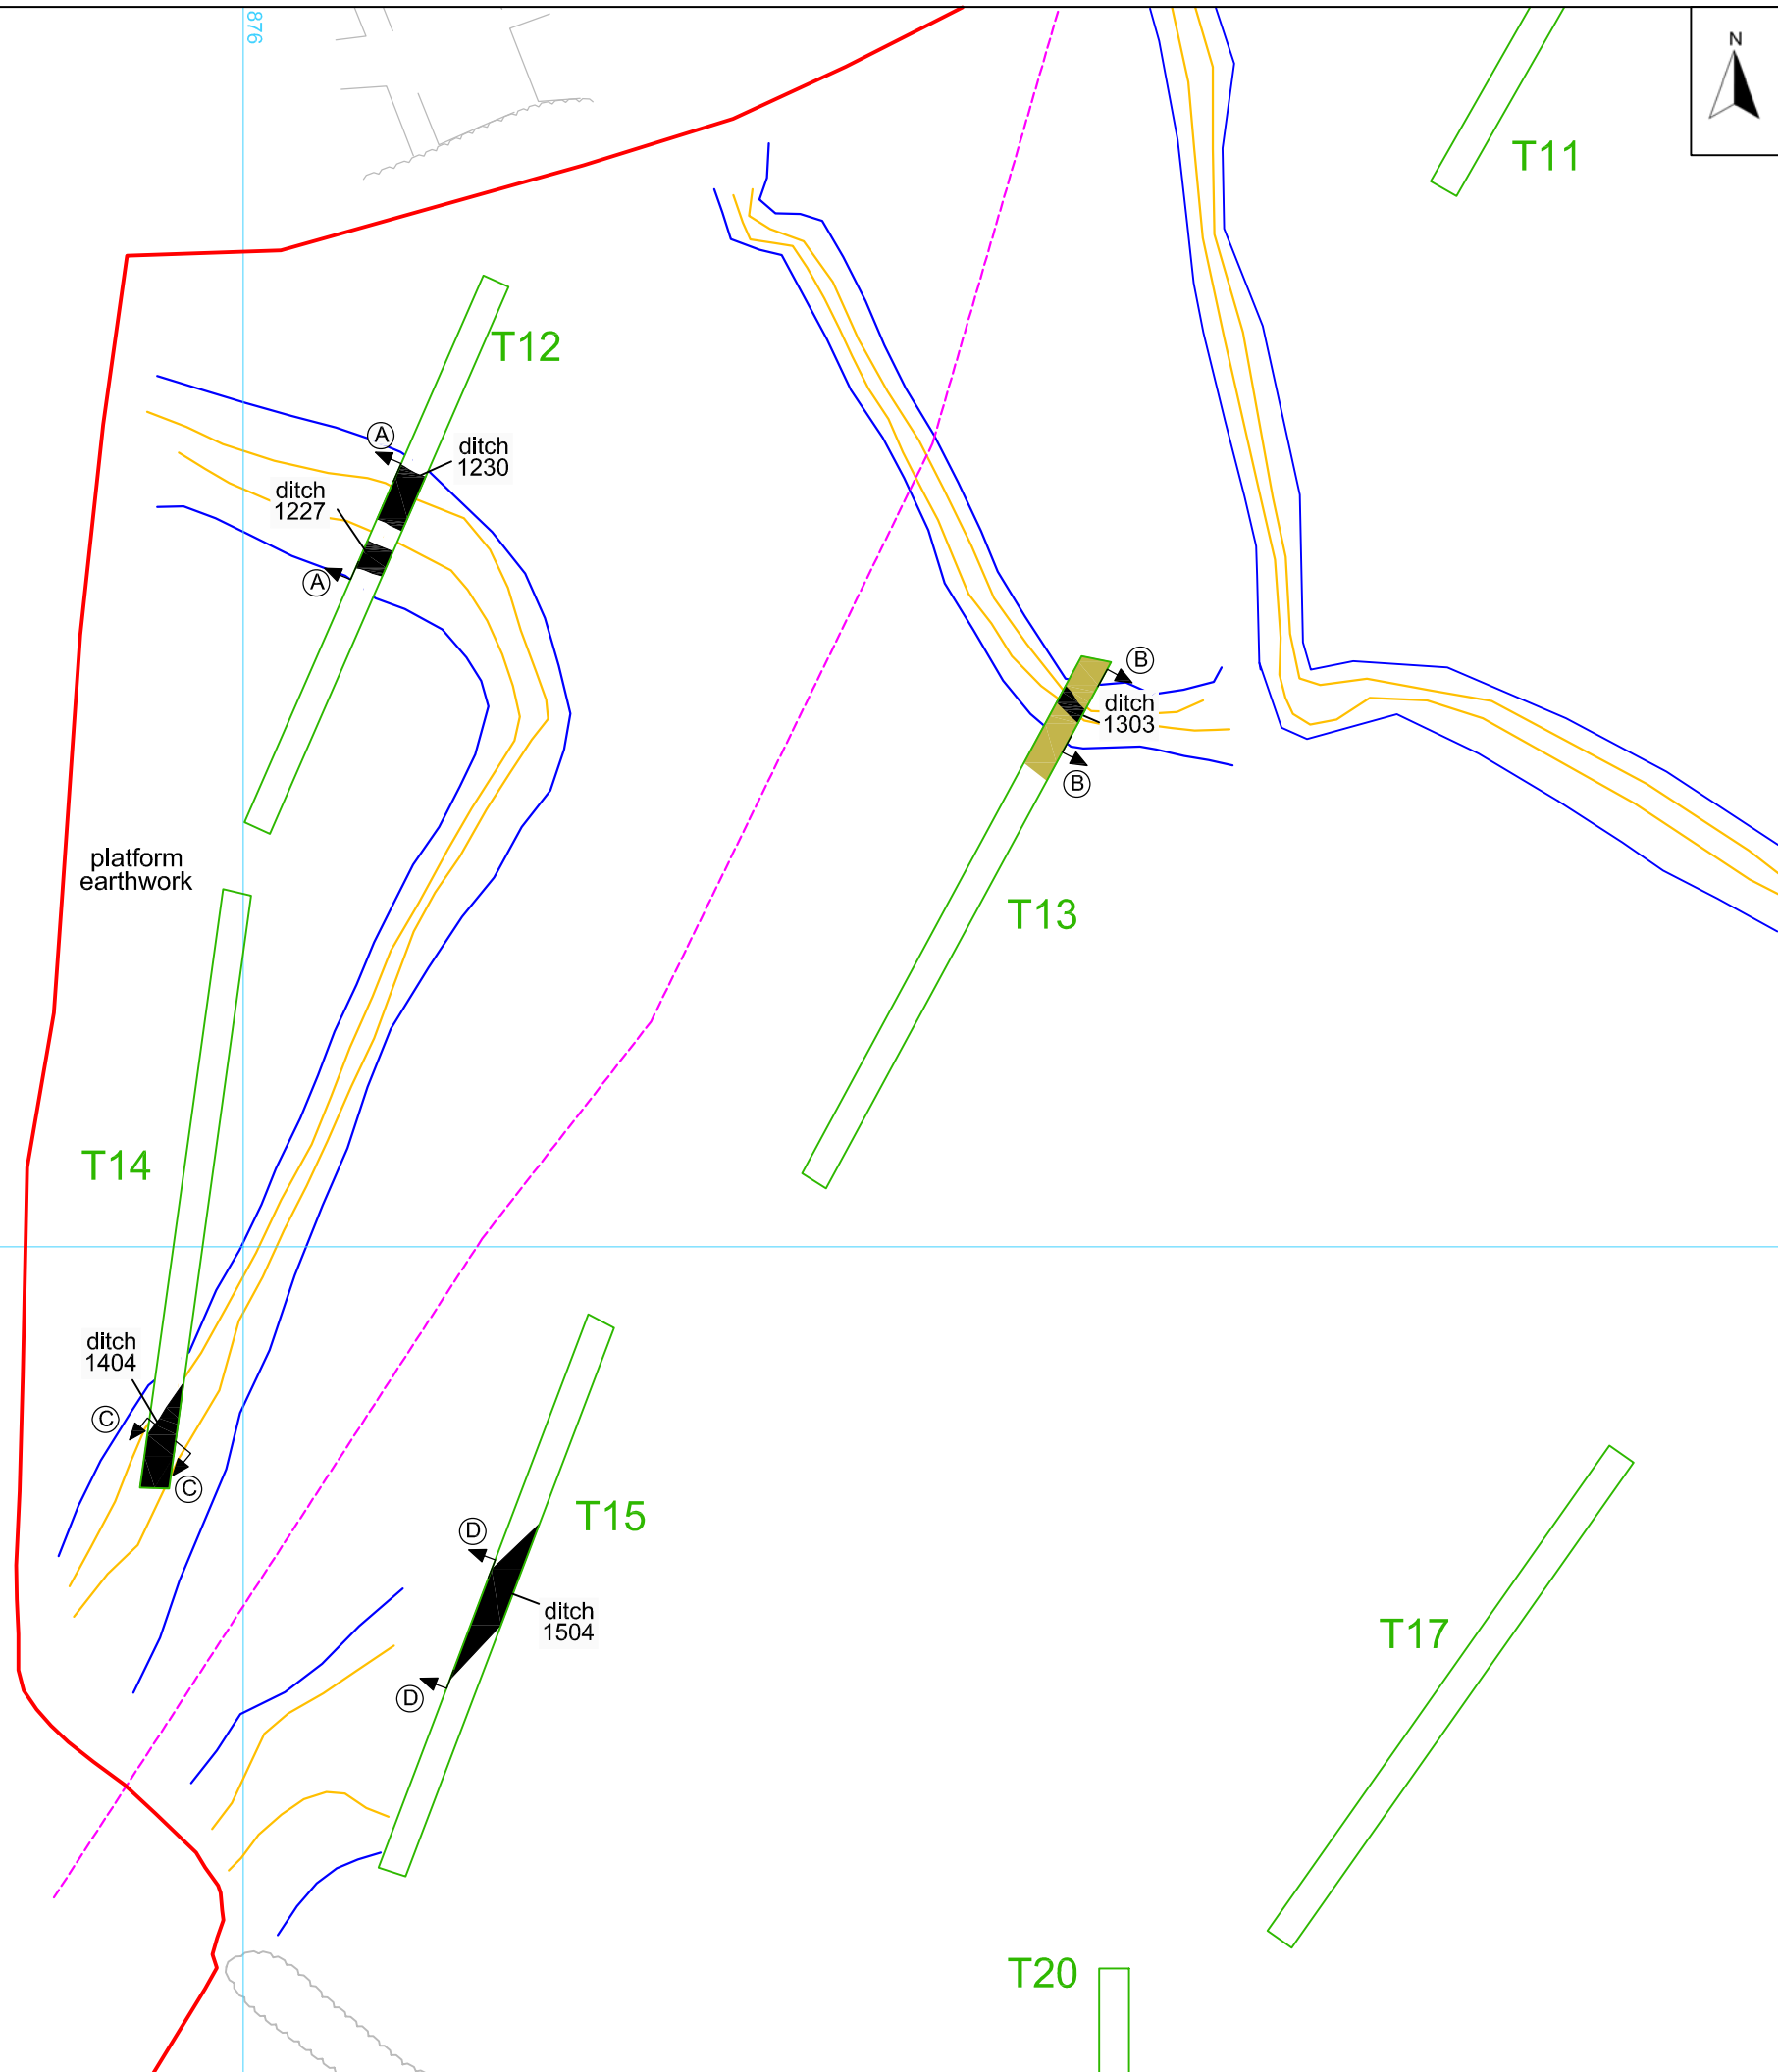 876
N
T11
T12
A
ditch
1230
ditch
1227
A
B
ditch
1303
B
platform
earthwork
T13
T14
ditch
1404
C
C
T15
D
ditch
1504
D
T17
T20